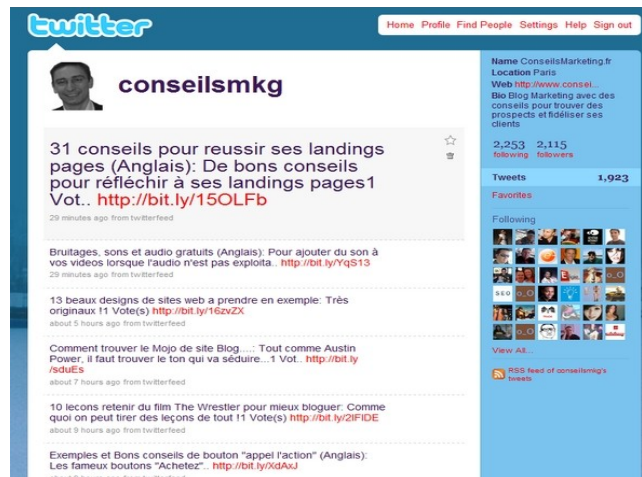 twitter
Home Profile Find People Settings Help Sign out
conseilsmkg
31 conseils pour reussir ses landings
pages (Anglais): De bons conseils
pour réfléchir à ses landings pages1
Vot.. http://bit.ly/15OLFb
29 minutes ago from twitterfeed
Bruitages, sons et audio gratuits (Anglais): Pour ajouter du son à
vos videos lorsque l'audio n'est pas exploita.. http://bit.ly/YqS13
29 minutes ago from twitterfeed
13 beaux designs de sites web a prendre en exemple: Très
originaux !1 Vote(s) http://bit.ly/16zvZX
about 5 hours ago from twitterfeed
Comment trouver le Mojo de site Blog....: Tout comme Austin
Power, il faut trouver le ton qui va séduire...1 Vot.. http://bit.ly
/sduEs
about 7 hours ago from twitterfeed
10 lecons retenir du film The Wrestler pour mieux bloguer: Comme
quoi on peut tirer des leçons de tout !1 Vote(s) http://bit.ly/2IFIDE
about 9 hours ago from twitterfeed
Exemples et Bons conseils de bouton "appel l'action" (Anglais):
Les fameux boutons "Achetez".. http://bit.ly/XdAxJ
Name ConseilsMarketing.fr
Location Paris
Web http://www.consei...
Bio Blog Marketing avec des
conseils pour trouver des
prospects et fidéliser ses
clients
2,253 2,115
following followers
Tweets 1,923
Favorites
Following
SEO
View All...
RSS feed of conseilsmkg's
tweets